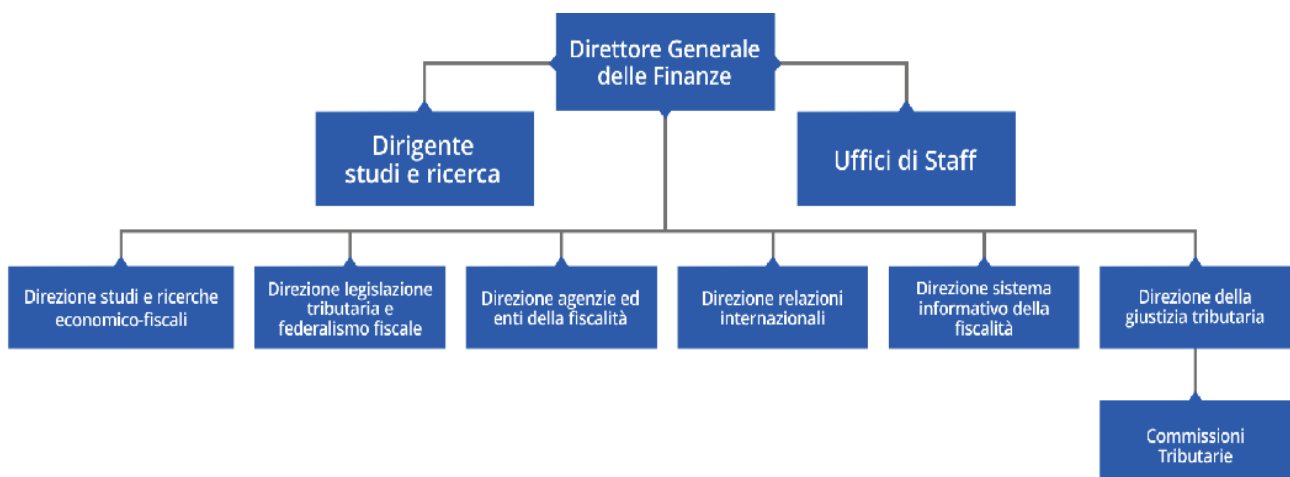 Direttore Generale
delle Finanze
Dirigente
studi e ricerca
Uffici di Staff
Direzione studi e ricerche
economico-fiscali
Direzione legislazione
tributaria e
federalismo fiscale
Direzione agenzie ed
enti della fiscalità
Direzione relazioni
internazionali
Direzione sistema
informativo della
fiscalità
Direzione della
giustizia tributaria
Commissioni
Tributarie